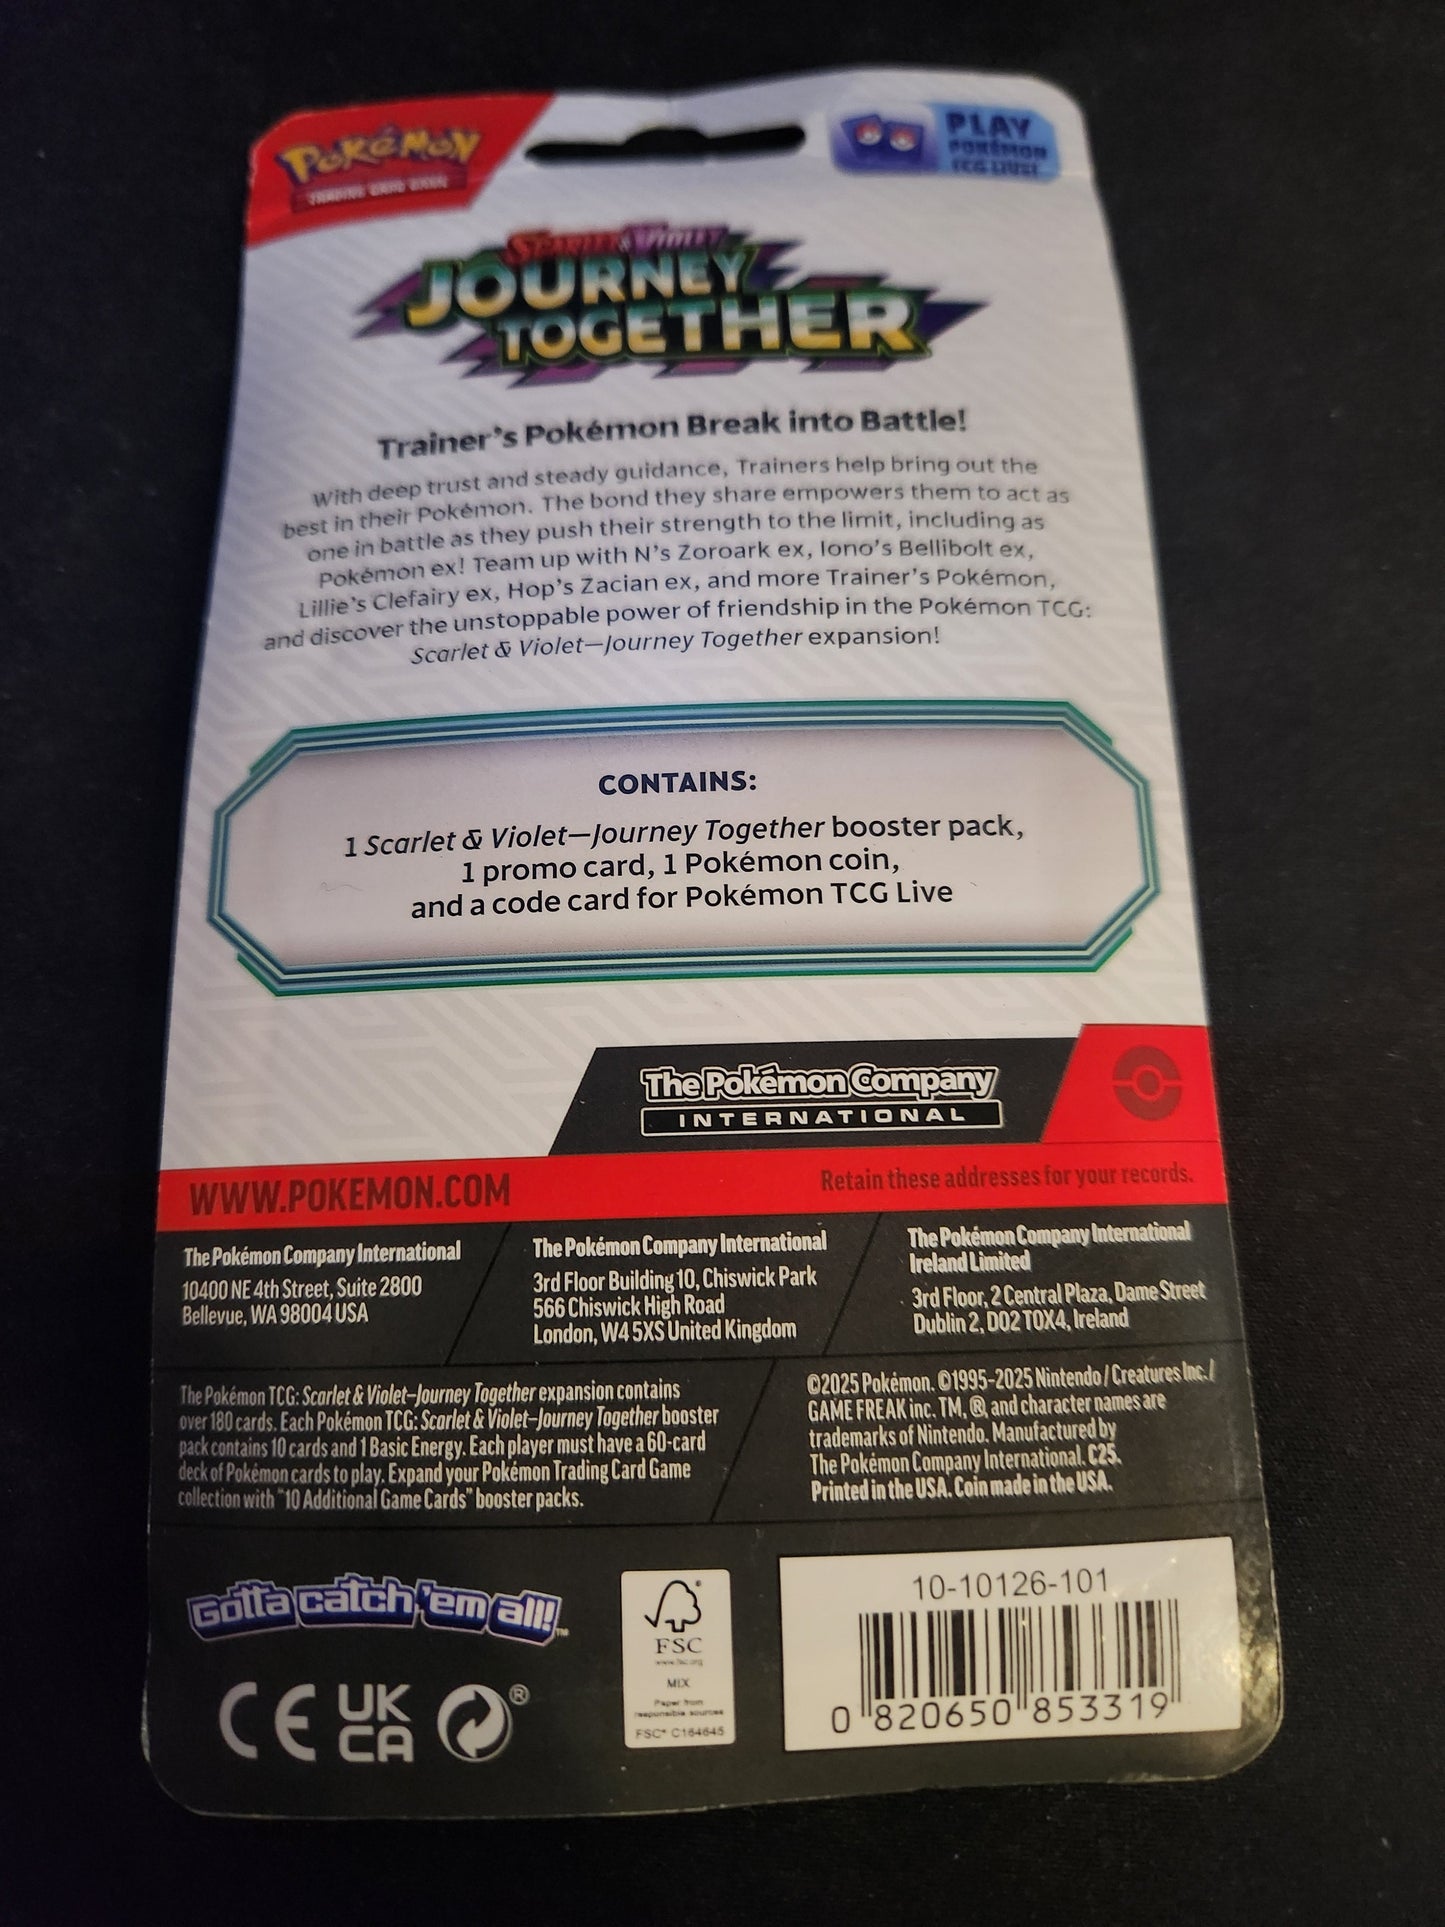 POKéMON
TRADING CARD GAME
PLAY
POKÉMON
TCG LIVE!
SCARLET & VIOLET
JOURNEY
TOGETHER
Trainer's Pokémon Break into Battle!
With deep trust and steady guidance, Trainers help bring out the
best in their Pokémon. The bond they share empowers them to act as
one in battle as they push their strength to the limit, including as
Pokémon ex! Team up with N's Zoroark ex, Iono's Bellibolt ex,
Lillie's Clefairy ex, Hop's Zacian ex, and more Trainer's Pokémon,
and discover the unstoppable power of friendship in the Pokémon TCG:
Scarlet & Violet—Journey Together expansion!
CONTAINS:
1 Scarlet & Violet—Journey Together booster pack,
1 promo card, 1 Pokémon coin,
and a code card for Pokémon TCG Live
The Pokémon Company
INTERNATIONAL
WWW.POKEMON.COM
Retain these addresses for your records.
The Pokémon Company International
10400 NE 4th Street, Suite 2800
Bellevue, WA 98004 USA
The Pokémon Company International
3rd Floor Building 10, Chiswick Park
566 Chiswick High Road
London, W4 5XS United Kingdom
The Pokémon Company International
Ireland Limited
3rd Floor, 2 Central Plaza, Dame Street
Dublin 2, D02 T0X4, Ireland
The Pokémon TCG: Scarlet & Violet—Journey Together expansion contains
over 180 cards. Each Pokémon TCG: Scarlet & Violet—Journey Together booster
pack contains 10 cards and 1 Basic Energy. Each player must have a 60-card
deck of Pokémon cards to play. Expand your Pokémon Trading Card Game
collection with "10 Additional Game Cards" booster packs.
©2025 Pokémon. ©1995–2025 Nintendo / Creatures Inc. /
GAME FREAK inc. TM, ®, and character names are
trademarks of Nintendo. Manufactured by
The Pokémon Company International. C25.
Printed in the USA. Coin made in the USA.
Gotta catch 'em all!™
CE
UK
CA
®
®
FSC
www.fsc.org
MIX
Paper from
responsible sources
FSC® C164645
10-10126-101
0 820650 853319